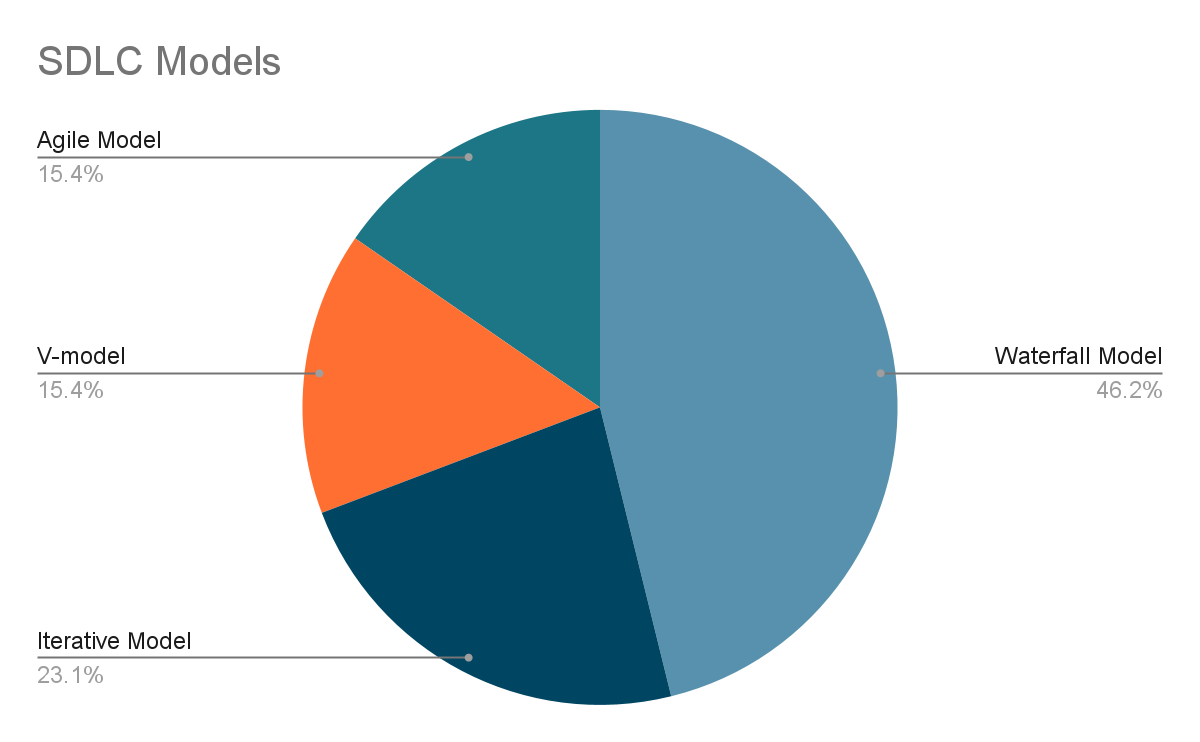 SDLC Models
Agile Model
15.4%
V-model
15.4%
Waterfall Model
46.2%
Iterative Model
23.1%